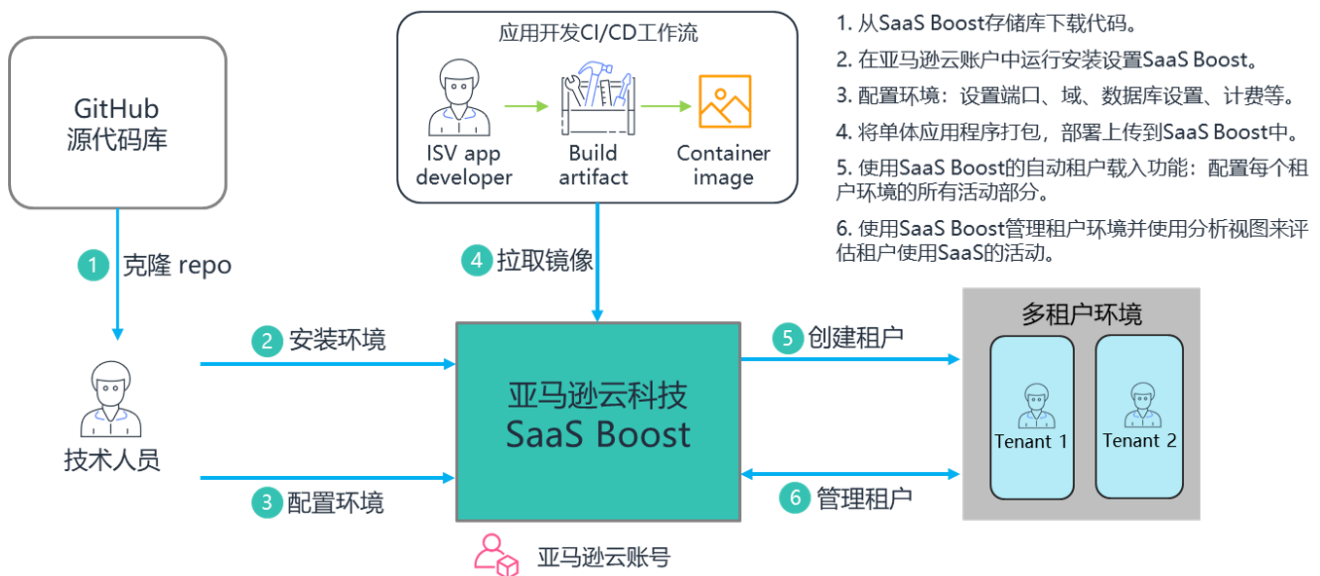 GitHub
源代码库
应用开发CI/CD工作流
ISV app
developer
Build
artifact
Container
image
1. 从SaaS Boost存储库下载代码。
2. 在亚马逊云账户中运行安装设置SaaS Boost。
3. 配置环境：设置端口、域、数据库设置、计费等。
4. 将单体应用程序打包，部署上传到SaaS Boost中。
5. 使用SaaS Boost的自动租户载入功能：配置每个租
户环境的所有活动部分。
6. 使用SaaS Boost管理租户环境并使用分析视图来评
估租户使用SaaS的活动。
1 克隆 repo
4 拉取镜像
技术人员
2 安装环境
3 配置环境
亚马逊云科技
SaaS Boost
亚马逊云账号
5 创建租户
6 管理租户
多租户环境
Tenant 1
Tenant 2